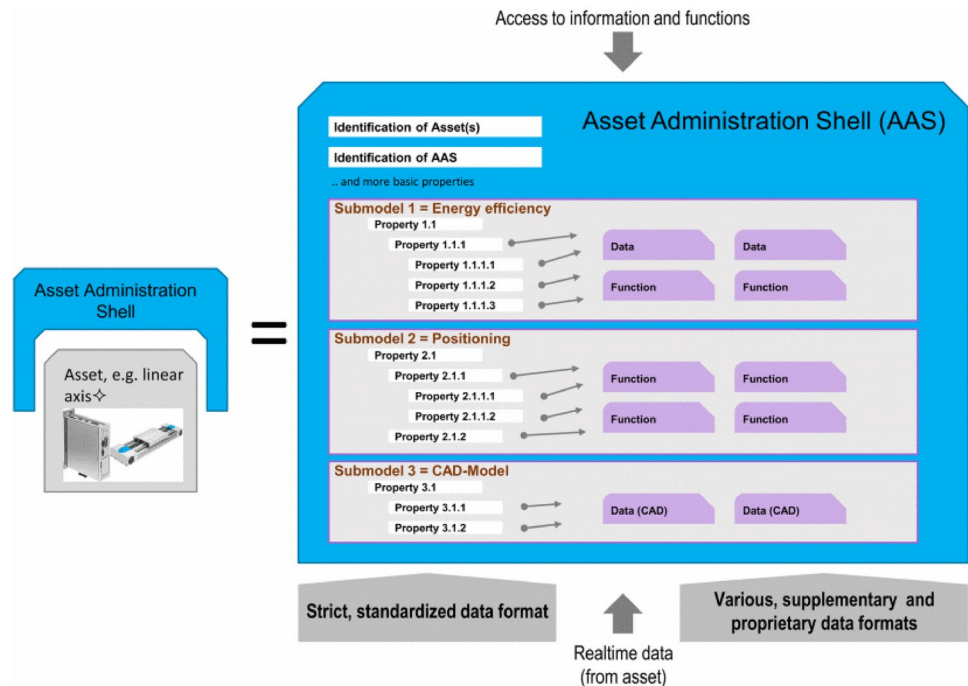 Access to information and functions
Asset Administration Shell (AAS)
Identification of Asset(s)
Identification of AAS
.. and more basic properties
Submodel 1 = Energy efficiency
Property 1.1
Property 1.1.1
Property 1.1.1.1
Property 1.1.1.2
Property 1.1.1.3
Data
Data
Function
Function
Submodel 2 = Positioning
Property 2.1
Property 2.1.1
Property 2.1.1.1
Property 2.1.1.2
Property 2.1.2
Function
Function
Function
Function
Submodel 3 = CAD-Model
Property 3.1
Property 3.1.1
Property 3.1.2
Data (CAD)
Data (CAD)
Asset Administration
Shell
Asset, e.g. linear
axis✧
=
Strict, standardized data format
Various, supplementary and
proprietary data formats
Realtime data
(from asset)